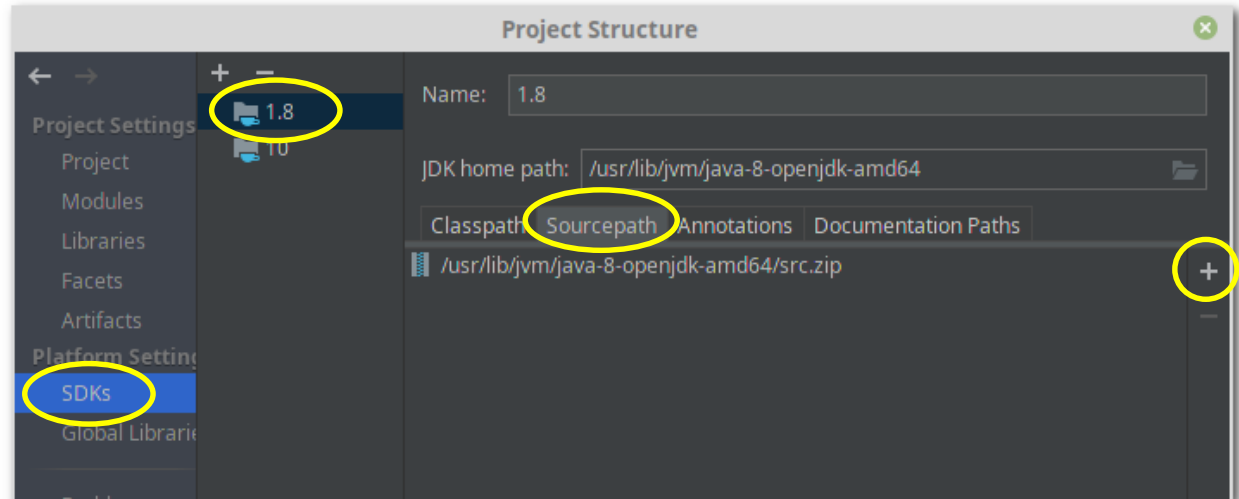 Project Structure
Project Settings
Project
Modules
Libraries
Facets
Artifacts
Platform Setting
SDKs
Global Librarie
1.8
10
Name: 1.8
JDK home path: /usr/lib/jvm/java-8-openjdk-amd64
Classpath Sourcepath Annotations Documentation Paths
/usr/lib/jvm/java-8-openjdk-amd64/src.zip